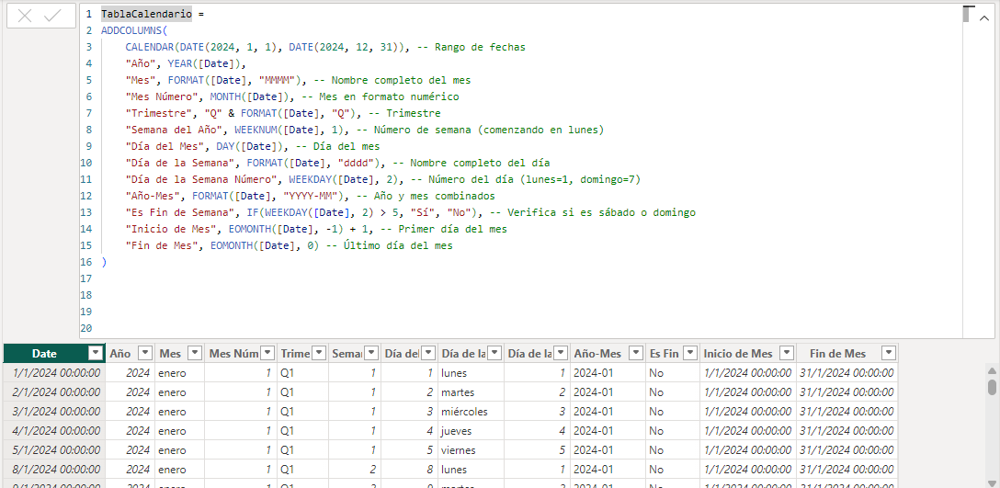 1 TablaCalendario =
2 ADDCOLUMNS(
3 CALENDAR(DATE(2024, 1, 1), DATE(2024, 12, 31)), -- Rango de fechas
4 "Año", YEAR([Date]),
5 "Mes", FORMAT([Date], "MMMM"), -- Nombre completo del mes
6 "Mes Número", MONTH([Date]), -- Mes en formato numérico
7 "Trimestre", "Q" & FORMAT([Date], "Q"), -- Trimestre
8 "Semana del Año", WEEKNUM([Date], 1), -- Número de semana (comenzando en lunes)
9 "Día del Mes", DAY([Date]), -- Día del mes
10 "Día de la Semana", FORMAT([Date], "dddd"), -- Nombre completo del día
11 "Día de la Semana Número", WEEKDAY([Date], 2), -- Número del día (lunes=1, domingo=7)
12 "Año-Mes", FORMAT([Date], "YYYY-MM"), -- Año y mes combinados
13 "Es Fin de Semana", IF(WEEKDAY([Date], 2) > 5, "Sí", "No"), -- Verifica si es sábado o domingo
14 "Inicio de Mes", EOMONTH([Date], -1) + 1, -- Primer día del mes
15 "Fin de Mes", EOMONTH([Date], 0) -- Último día del mes
16 )
17
18
19
20
Date Año Mes Mes Núm Trime Sema Día del Día de la Día de la Año-Mes Es Fin Inicio de Mes Fin de Mes
1/1/2024 00:00:00 2024 enero 1 Q1 1 1 lunes 1 2024-01 No 1/1/2024 00:00:00 31/1/2024 00:00:00
2/1/2024 00:00:00 2024 enero 1 Q1 1 2 martes 2 2024-01 No 1/1/2024 00:00:00 31/1/2024 00:00:00
3/1/2024 00:00:00 2024 enero 1 Q1 1 3 miércoles 3 2024-01 No 1/1/2024 00:00:00 31/1/2024 00:00:00
4/1/2024 00:00:00 2024 enero 1 Q1 1 4 jueves 4 2024-01 No 1/1/2024 00:00:00 31/1/2024 00:00:00
5/1/2024 00:00:00 2024 enero 1 Q1 1 5 viernes 5 2024-01 No 1/1/2024 00:00:00 31/1/2024 00:00:00
8/1/2024 00:00:00 2024 enero 1 Q1 2 8 lunes 1 2024-01 No 1/1/2024 00:00:00 31/1/2024 00:00:00